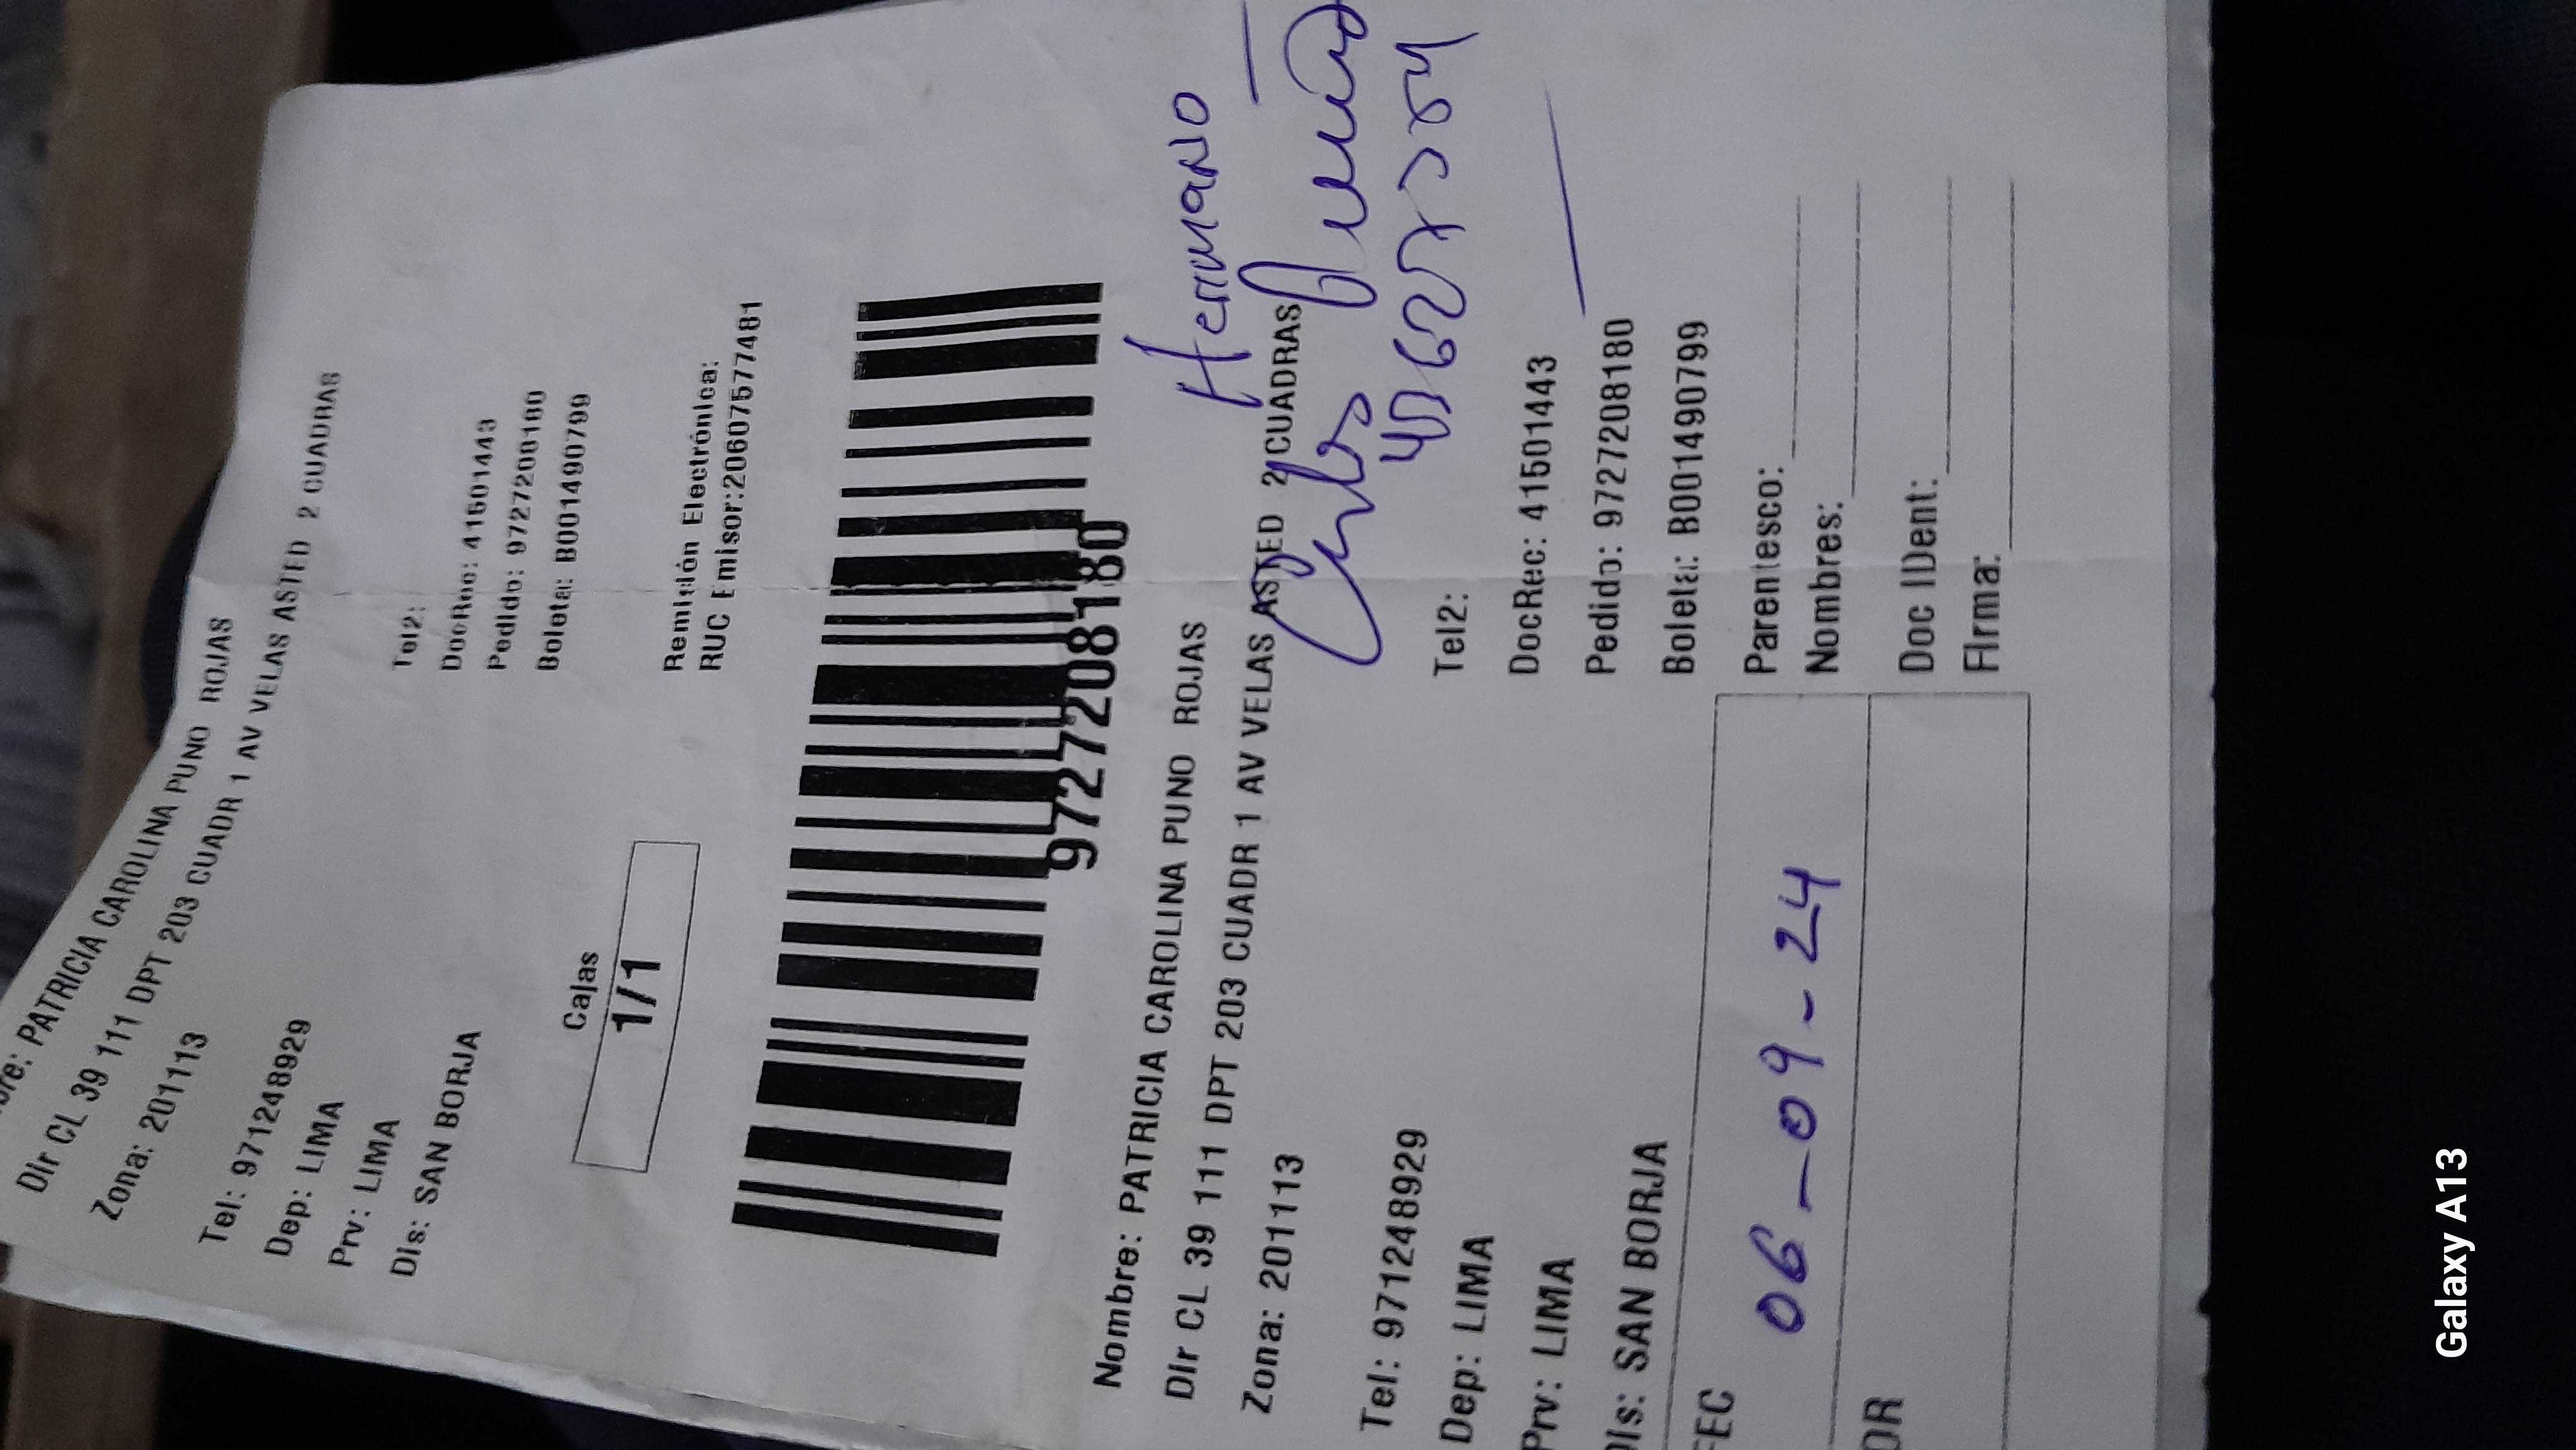 Nombre: PATRICIA CAROLINA PUNO ROJAS
Dir CL 39 111 DPT 203 CUADR 1 AV VELAS ASTED 2 CUADRAS
Zona: 201113
Tel: 971248929
Tel2:
Dep: LIMA
DocRec: 41501443
Prv: LIMA
Pedido: 9727208180
Dis: SAN BORJA
Boleta: B001490799
Cajas
1/1
Remisión Electrónica:
RUC Emisor:20607577481
9727208180
Hermano
Nombre: PATRICIA CAROLINA PUNO ROJAS
Dir CL 39 111 DPT 203 CUADR 1 AV VELAS ASTED 2 CUADRAS
Carlos
Zona: 201113
Tel: 971248929
Tel2:
Dep: LIMA
DocRec: 41501443
Prv: LIMA
Pedido: 9727208180
Dis: SAN BORJA
Boleta: B001490799
FEC
06-09-24
Parentesco:
Nombres:
Doc IDent:
Firma: